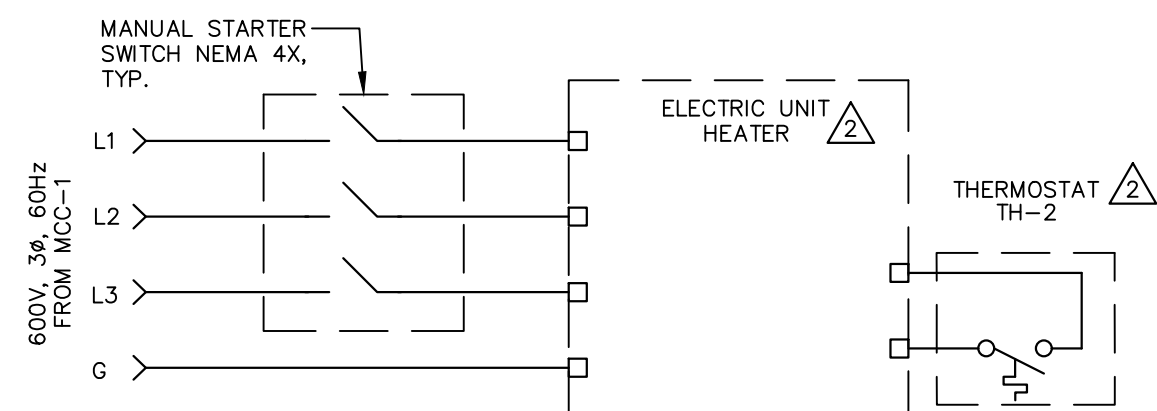 MANUAL STARTER
SWITCH NEMA 4X,
TYP.
ELECTRIC UNIT
HEATER
2
THERMOSTAT
TH-2
2
600V, 3ø, 60Hz
FROM MCC-1
L1
L2
L3
G